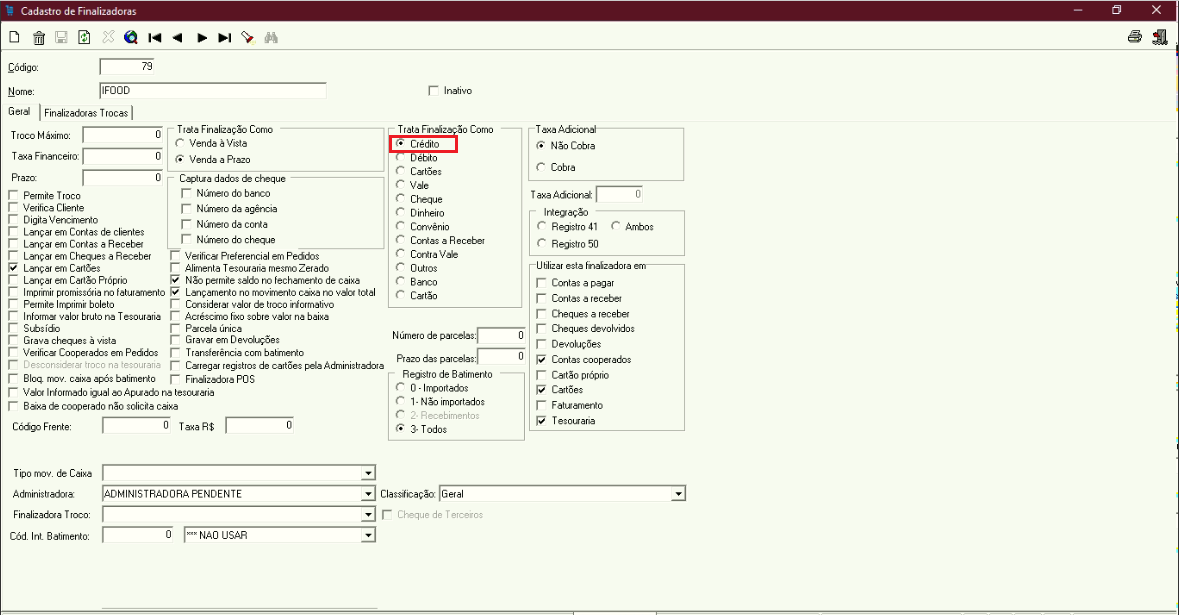 Cadastro de Finalizadoras
Código: 79
Nome: IFOOD
Inativo
Geral Finalizadoras Trocas
Troco Máximo: 0
Taxa Financeiro: 0
Prazo: 0
Permite Troco
Verifica Cliente
Digita Vencimento
Lançar em Contas de clientes
Lançar em Contas a Receber
Lançar em Cheques a Receber
Lançar em Cartões
Lançar em Cartão Próprio
Imprimir promissória no faturamento
Permite Imprimir boleto
Informar valor bruto na Tesouraria
Subsídio
Grava cheques à vista
Verificar Cooperados em Pedidos
Desconsiderar troco na tesouraria
Bloq. mov. caixa após batimento
Valor Informado igual ao Apurado na tesouraria
Baixa de cooperado não solicita caixa
Código Frente: 0 Taxa R$ 0
Trata Finalização Como
Venda à Vista
Venda a Prazo
Captura dados de cheque
Número do banco
Número da agência
Número da conta
Número do cheque
Verificar Preferencial em Pedidos
Alimenta Tesouraria mesmo Zerado
Não permite saldo no fechamento de caixa
Lançamento no movimento caixa no valor total
Considerar valor de troco informativo
Acréscimo fixo sobre valor na baixa
Parcela única
Gravar em Devoluções
Transferência com batimento
Carregar registros de cartões pela Administradora
Finalizadora POS
Trata Finalização Como
Crédito
Débito
Cartões
Vale
Cheque
Dinheiro
Convênio
Contas a Receber
Contra Vale
Outros
Banco
Cartão
Número de parcelas: 0
Prazo das parcelas: 0
Registro de Batimento
0 - Importados
1- Não importados
2- Recebimentos
3- Todos
Taxa Adicional
Não Cobra
Cobra
Taxa Adicional: 0
Integração
Registro 41 Ambos
Registro 50
Utilizar esta finalizadora em
Contas a pagar
Contas a receber
Cheques a receber
Cheques devolvidos
Devoluções
Contas cooperados
Cartão próprio
Cartões
Faturamento
Tesouraria
Tipo mov. de Caixa
Administradora: ADMINISTRADORA PENDENTE Classificação: Geral
Finalizadora Troco: Cheque de Terceiros
Cód. Int. Batimento: 0 *** NAO USAR